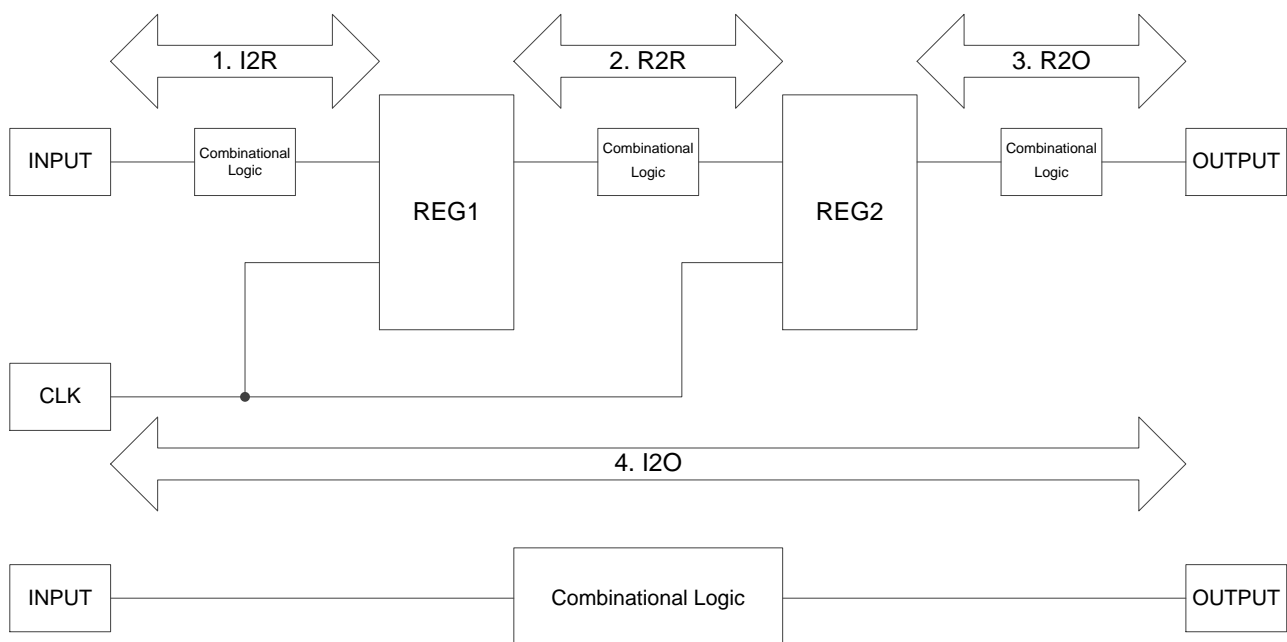 1. I2R
2. R2R
3. R2O
INPUT
Combinational
Logic
REG1
Combinational
Logic
REG2
Combinational
Logic
OUTPUT
CLK
4. I2O
INPUT
Combinational Logic
OUTPUT